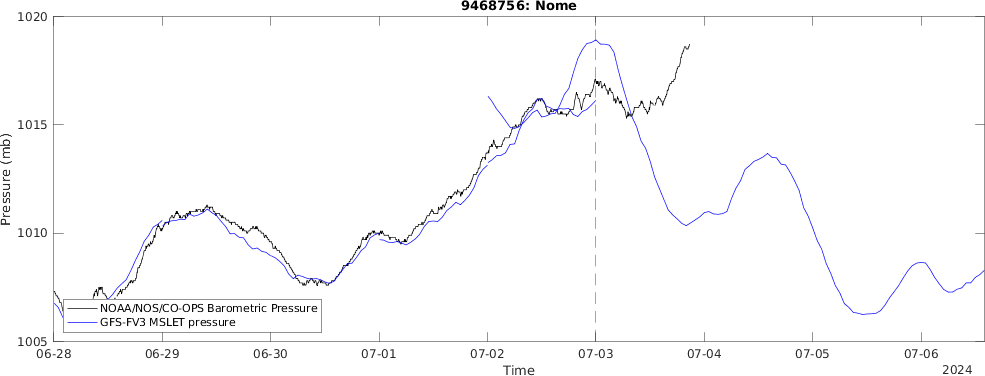 9468756: Nome
1020
1015
1010
1005
Pressure (mb)
NOAA/NOS/CO-OPS Barometric Pressure
GFS-FV3 MSLET pressure
06-28 06-29 06-30 07-01 07-02 07-03 07-04 07-05 07-06
Time
2024